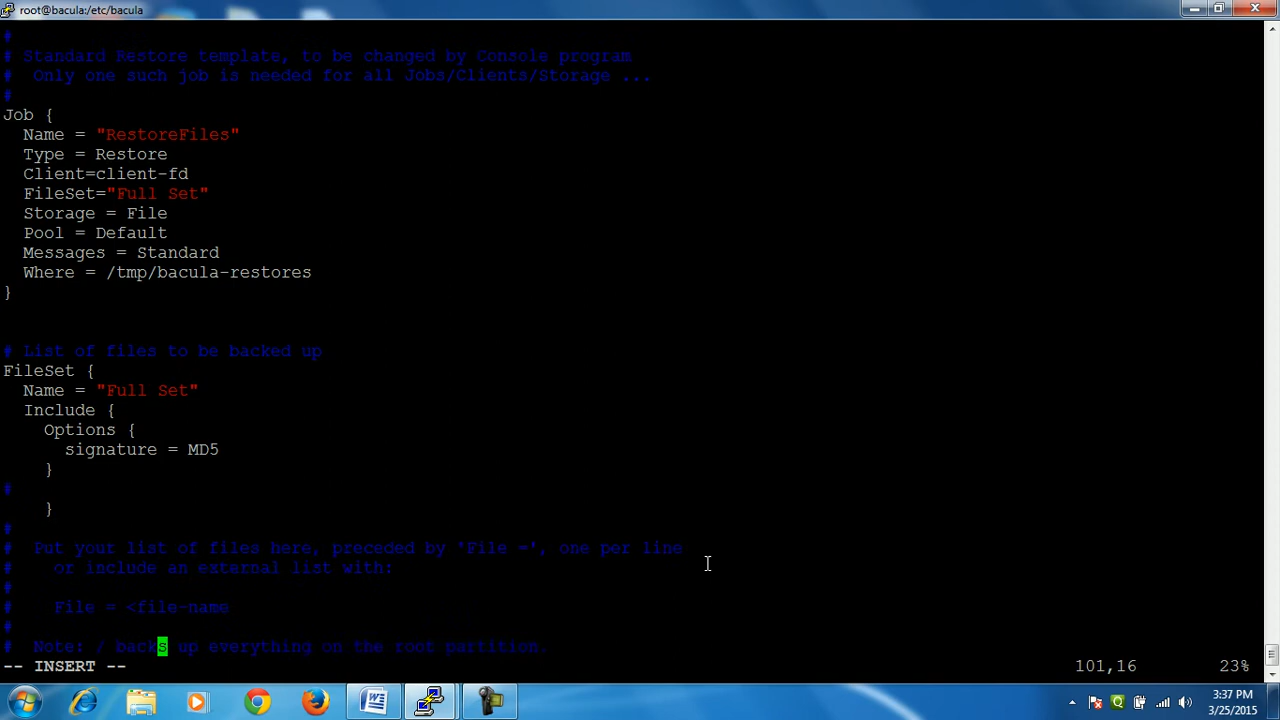 root@bacula:/etc/bacula
#
# Standard Restore template, to be changed by Console program
#  Only one such job is needed for all Jobs/Clients/Storage ...
#
Job {
  Name = "RestoreFiles"
  Type = Restore
  Client=client-fd
  FileSet="Full Set"
  Storage = File
  Pool = Default
  Messages = Standard
  Where = /tmp/bacula-restores
}
# List of files to be backed up
FileSet {
  Name = "Full Set"
  Include {
    Options {
      signature = MD5
    }
#
    }
#
#  Put your list of files here, preceded by 'File =', one per line
#    or include an external list with:
#
#    File = <file-name
#
#  Note: / backs up everything on the root partition.
-- INSERT -- 101,16 23%
3:37 PM
3/25/2015